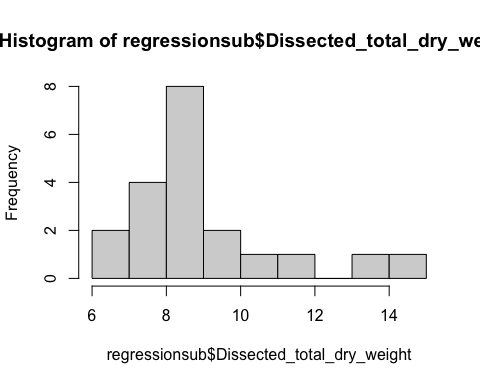 Histogram of regressionsub$Dissected_total_dry_we
Frequency
8
6
4
2
0
6 8 10 12 14
regressionsub$Dissected_total_dry_weight